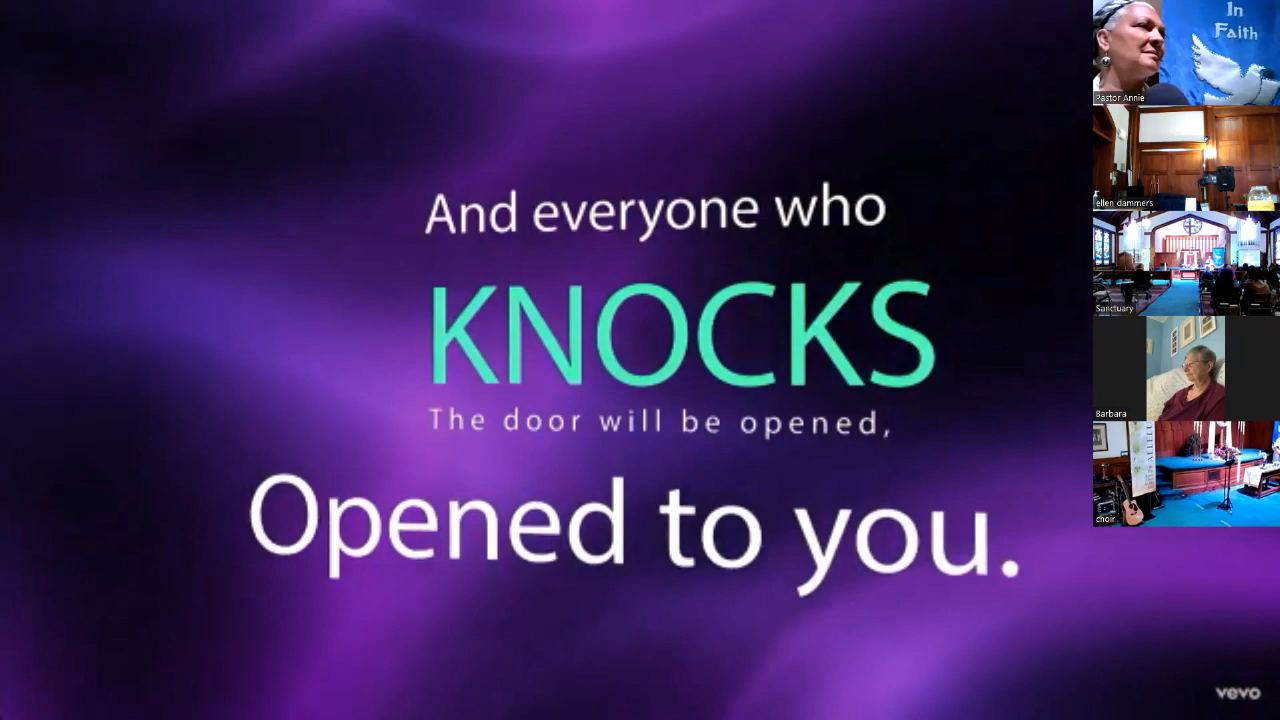 And everyone who
KNOCKS
The door will be opened,
Opened to you.
vevo
In
Faith
Pastor Annie
ellen dammers
Sanctuary
Barbara
choir